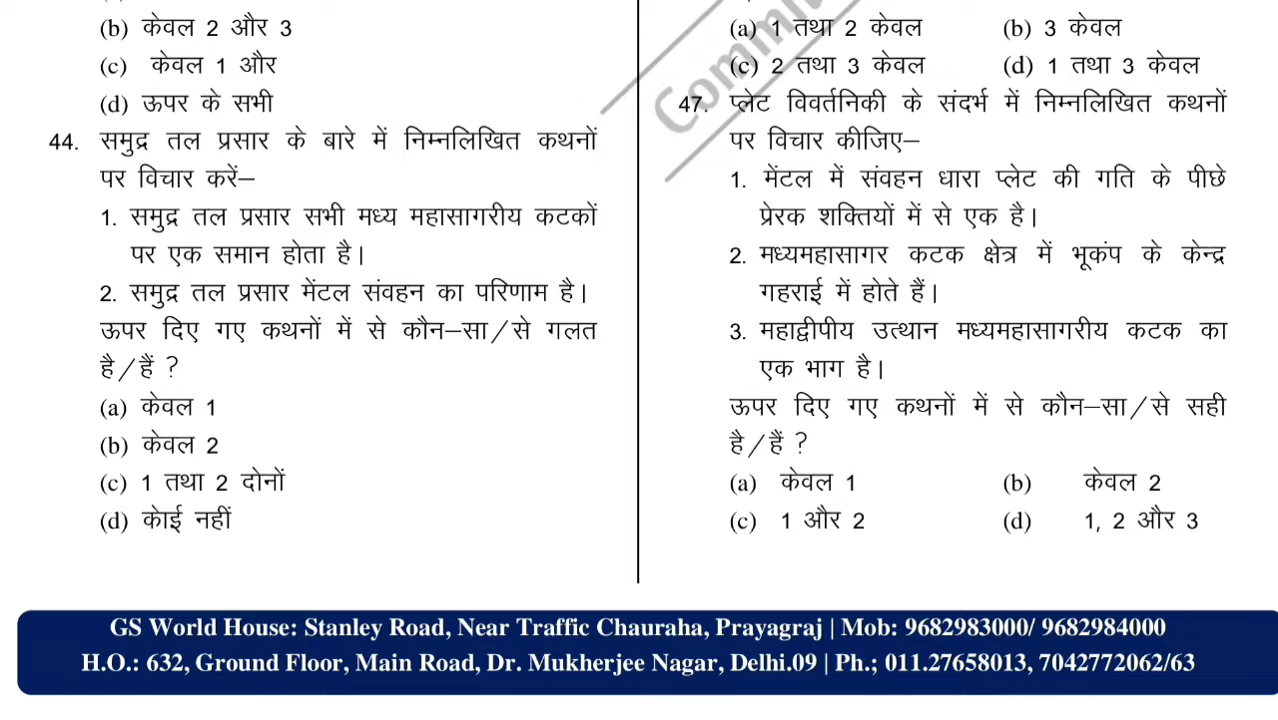 (b) केवल 2 और 3
(c) केवल 1 और
(d) ऊपर के सभी
44. समुद्र तल प्रसार के बारे में निम्नलिखित कथनों
पर विचार करें–
1. समुद्र तल प्रसार सभी मध्य महासागरीय कटकों
पर एक समान होता है।
2. समुद्र तल प्रसार मेंटल संवहन का परिणाम है।
ऊपर दिए गए कथनों में से कौन–सा/से गलत
है/हैं ?
(a) केवल 1
(b) केवल 2
(c) 1 तथा 2 दोनों
(d) केाई नहीं
(a) 1 तथा 2 केवल (b) 3 केवल
(c) 2 तथा 3 केवल (d) 1 तथा 3 केवल
47. प्लेट विवर्तनिकी के संदर्भ में निम्नलिखित कथनों
पर विचार कीजिए–
1. मेंटल में संवहन धारा प्लेट की गति के पीछे
प्रेरक शक्तियों में से एक है।
2. मध्यमहासागर कटक क्षेत्र में भूकंप के केन्द्र
गहराई में होते हैं।
3. महाद्वीपीय उत्थान मध्यमहासागरीय कटक का
एक भाग है।
ऊपर दिए गए कथनों में से कौन–सा/से सही
है/हैं ?
(a) केवल 1 (b) केवल 2
(c) 1 और 2 (d) 1, 2 और 3
GS World House: Stanley Road, Near Traffic Chauraha, Prayagraj | Mob: 9682983000/ 9682984000
H.O.: 632, Ground Floor, Main Road, Dr. Mukherjee Nagar, Delhi.09 | Ph.; 011.27658013, 7042772062/63